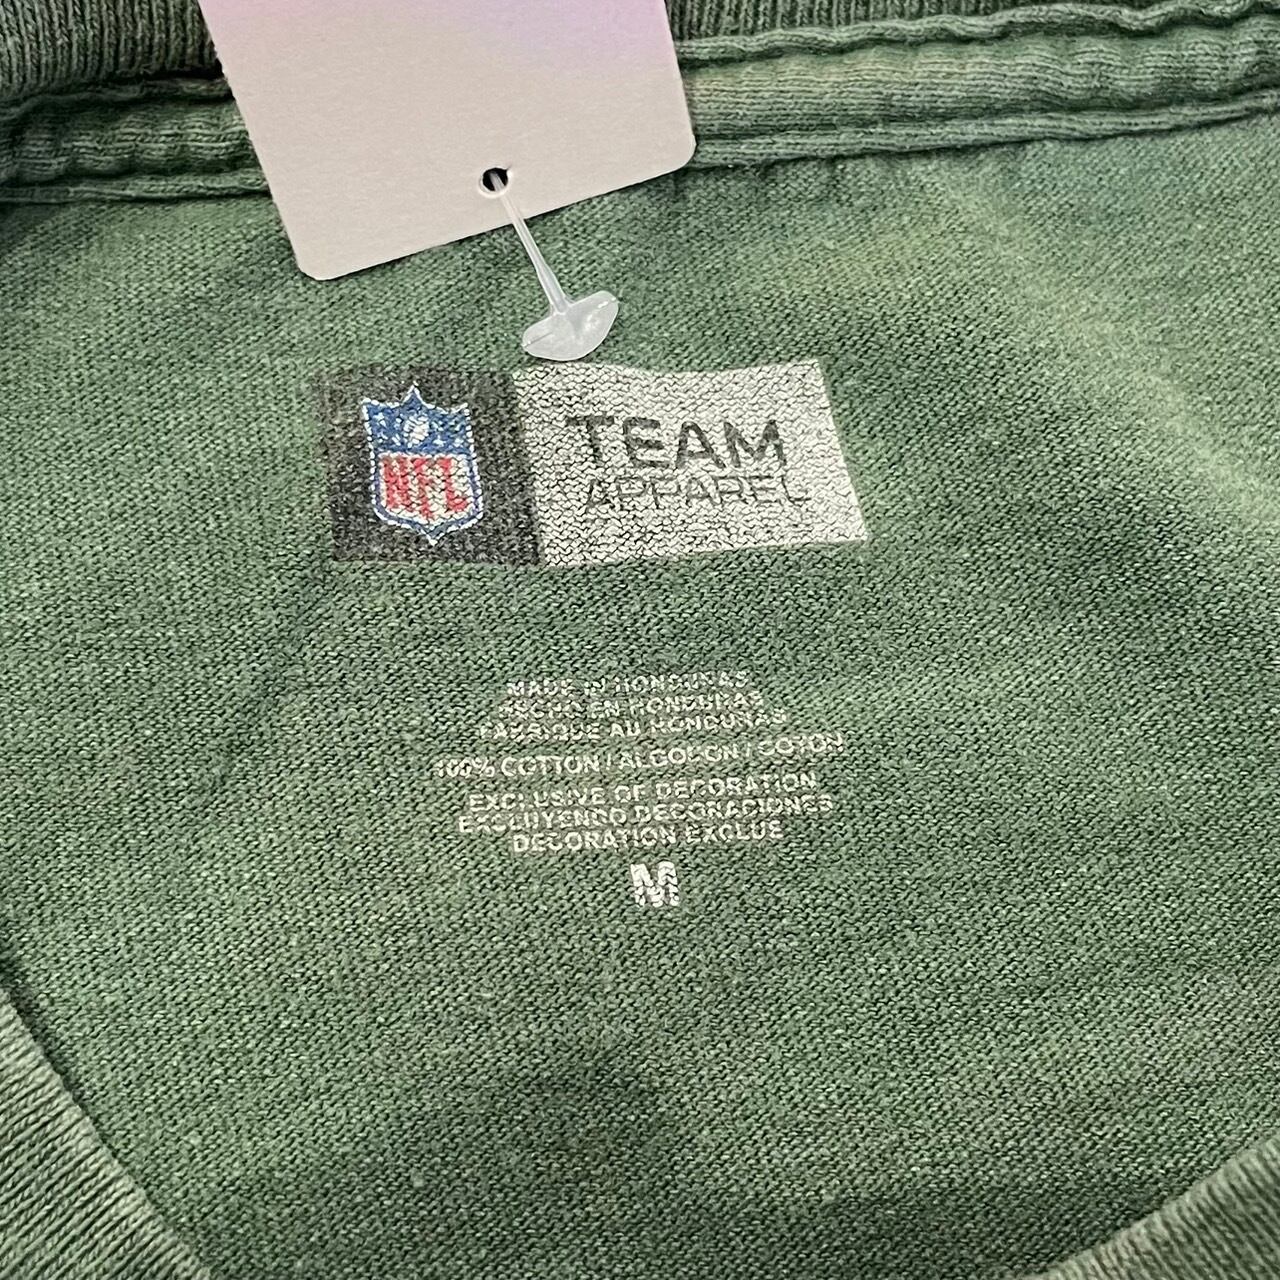 NFL
TEAM
APPAREL
MADE IN HONDURAS
HECHO EN HONDURAS
FABRIQUE AU HONDURAS
100% COTTON / ALGODON / COTON
EXCLUSIVE OF DECORATION
EXCLUYENDO DECORACIONES
DECORATION EXCLUE
M